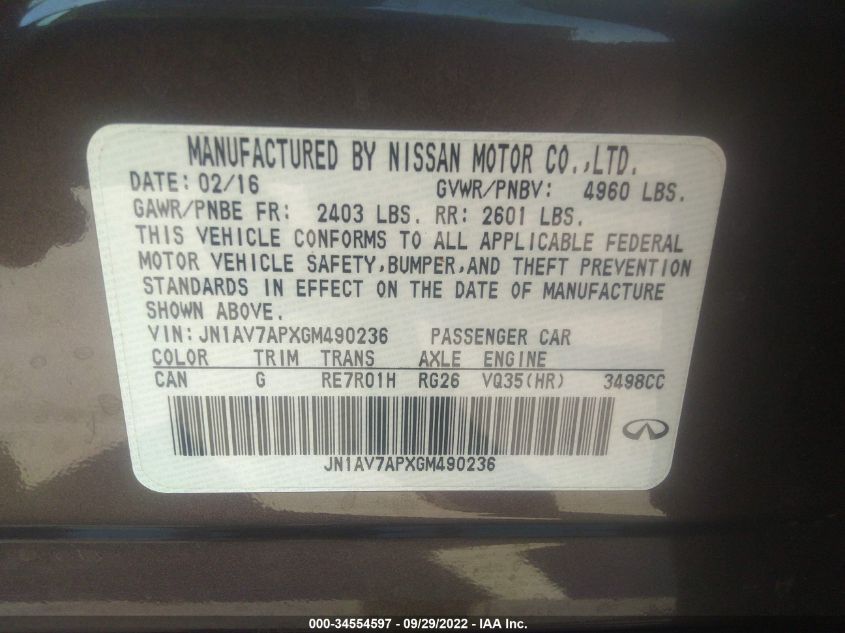 MANUFACTURED BY NISSAN MOTOR CO.,LTD.
DATE: 02/16 GVWR/PNBV: 4960 LBS.
GAWR/PNBE FR: 2403 LBS. RR: 2601 LBS.
THIS VEHICLE CONFORMS TO ALL APPLICABLE FEDERAL
MOTOR VEHICLE SAFETY,BUMPER,AND THEFT PREVENTION
STANDARDS IN EFFECT ON THE DATE OF MANUFACTURE
SHOWN ABOVE.
VIN: JN1AV7APXGM490236 PASSENGER CAR
COLOR TRIM TRANS AXLE ENGINE
CAN G RE7R01H RG26 VQ35(HR) 3498CC
JN1AV7APXGM490236
000-34554597 - 09/29/2022 - IAA Inc.